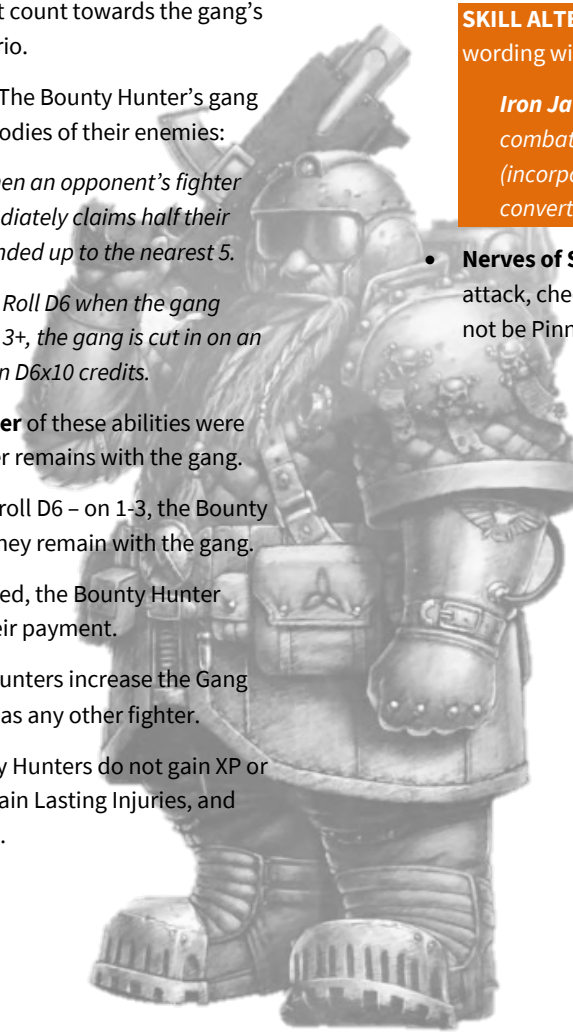 t count towards the gang's
rio.
The Bounty Hunter's gang
odies of their enemies:
en an opponent's fighter
diately claims half their
nded up to the nearest 5.
Roll D6 when the gang
3+, the gang is cut in on an
n D6x10 credits.
er of these abilities were
er remains with the gang.
roll D6 – on 1-3, the Bounty
hey remain with the gang.
ed, the Bounty Hunter
eir payment.
unters increase the Gang
as any other fighter.
y Hunters do not gain XP or
ain Lasting Injuries, and
.
SKILL ALTE
wording wi
Iron Ja
combat
(incorpo
convert
• Nerves of S
attack, che
not be Pinn